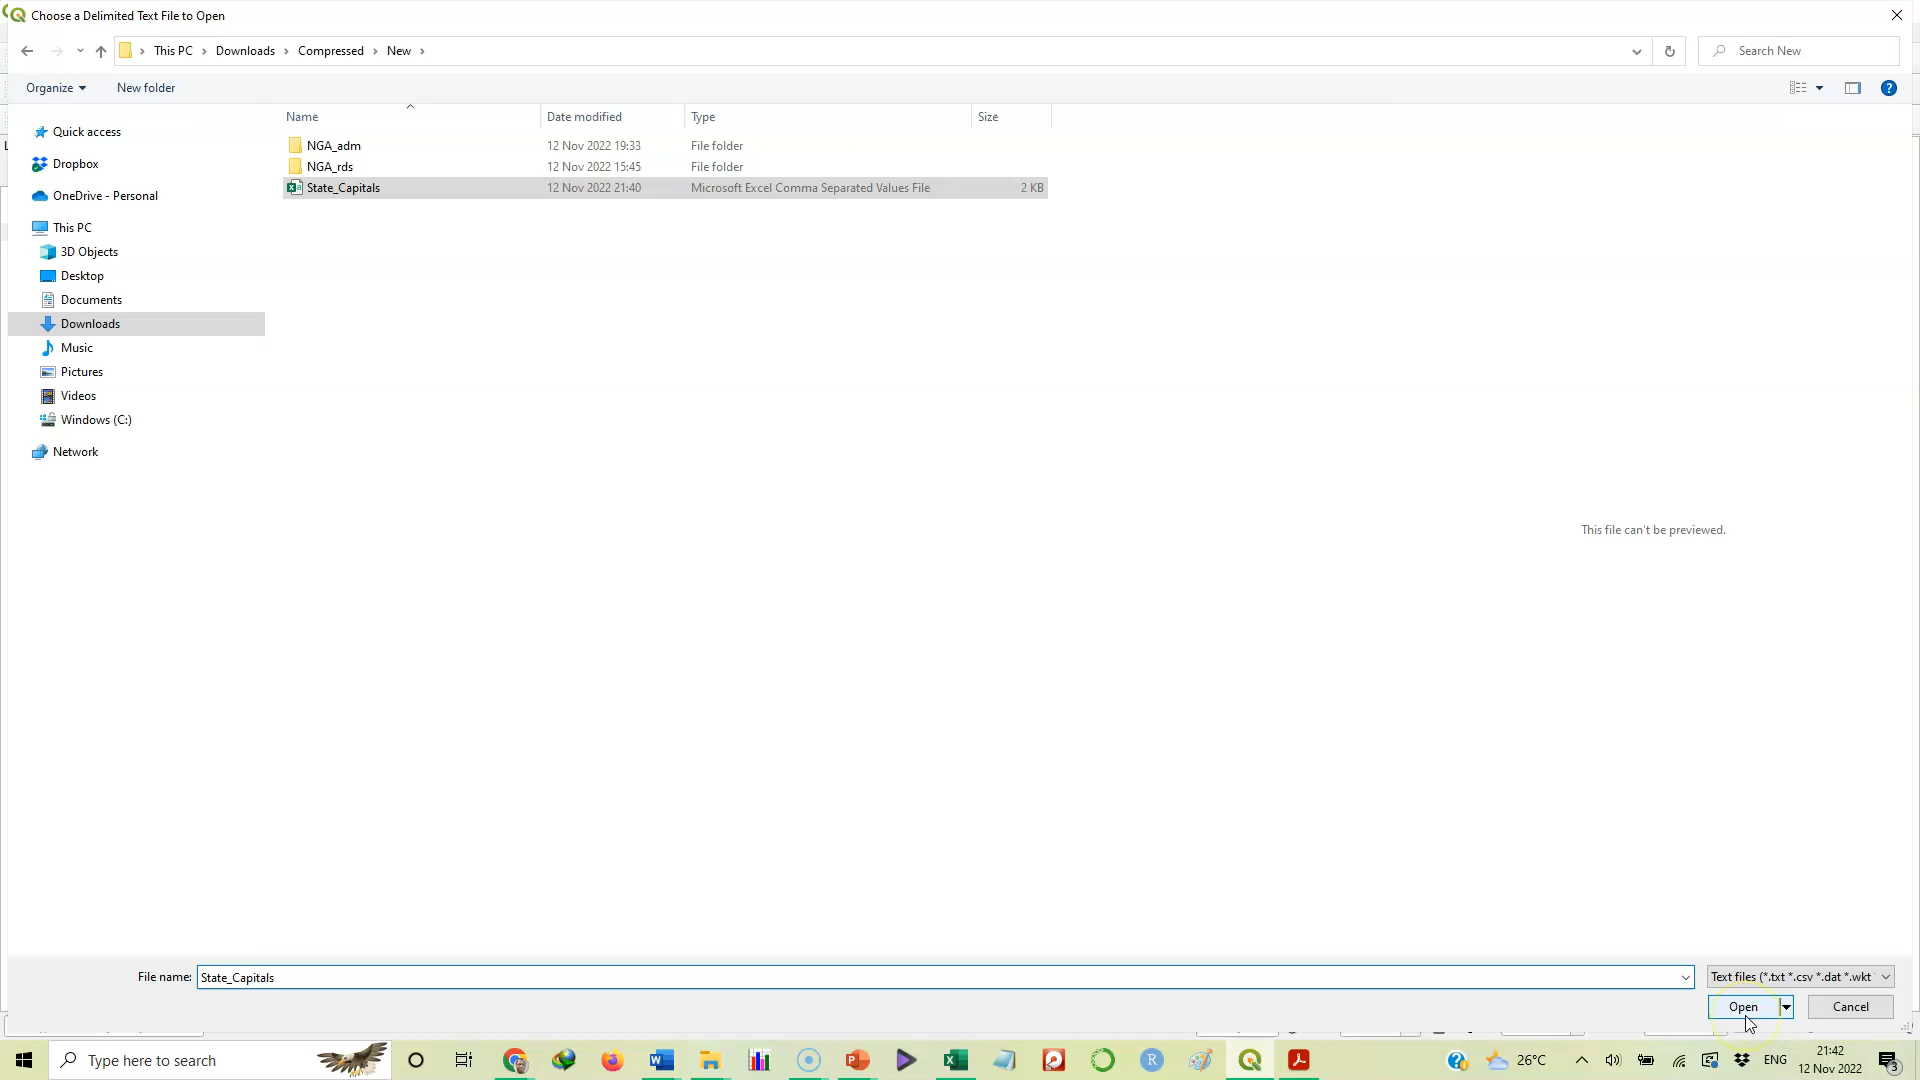 Choose a Delimited Text File to Open
This PC
Downloads
Compressed
New
Search New
Organize
New folder
Name
Date modified
Type
Size
Quick access
Dropbox
OneDrive - Personal
This PC
3D Objects
Desktop
Documents
Downloads
Music
Pictures
Videos
Windows (C:)
Network
NGA_adm 12 Nov 2022 19:33 File folder
NGA_rds 12 Nov 2022 15:45 File folder
State_Capitals 12 Nov 2022 21:40 Microsoft Excel Comma Separated Values File 2 KB
This file can't be previewed.
File name: State_Capitals
Text files (*.txt *.csv *.dat *.wkt
Open
Cancel
Type here to search
26°C
ENG
21:42
12 Nov 2022
3